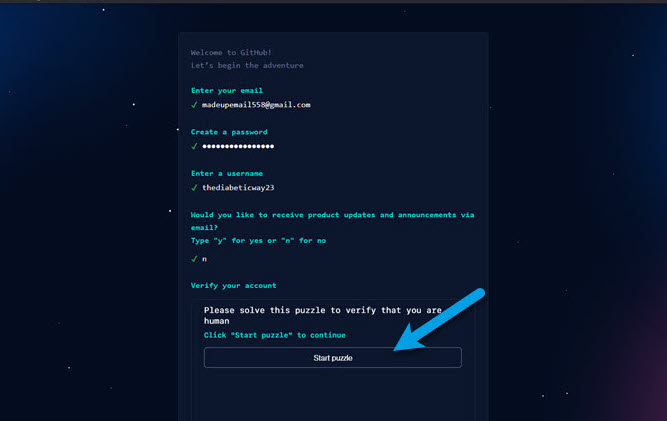 Welcome to GitHub!
Let's begin the adventure
Enter your email
✓ madeupemail558@gmail.com
Create a password
✓ ●●●●●●●●●●●●●●●●
Enter a username
✓ thediabeticway23
Would you like to receive product updates and announcements via
email?
Type "y" for yes or "n" for no
✓ n
Verify your account
Please solve this puzzle to verify that you are
human
Click "Start puzzle" to continue
Start puzzle